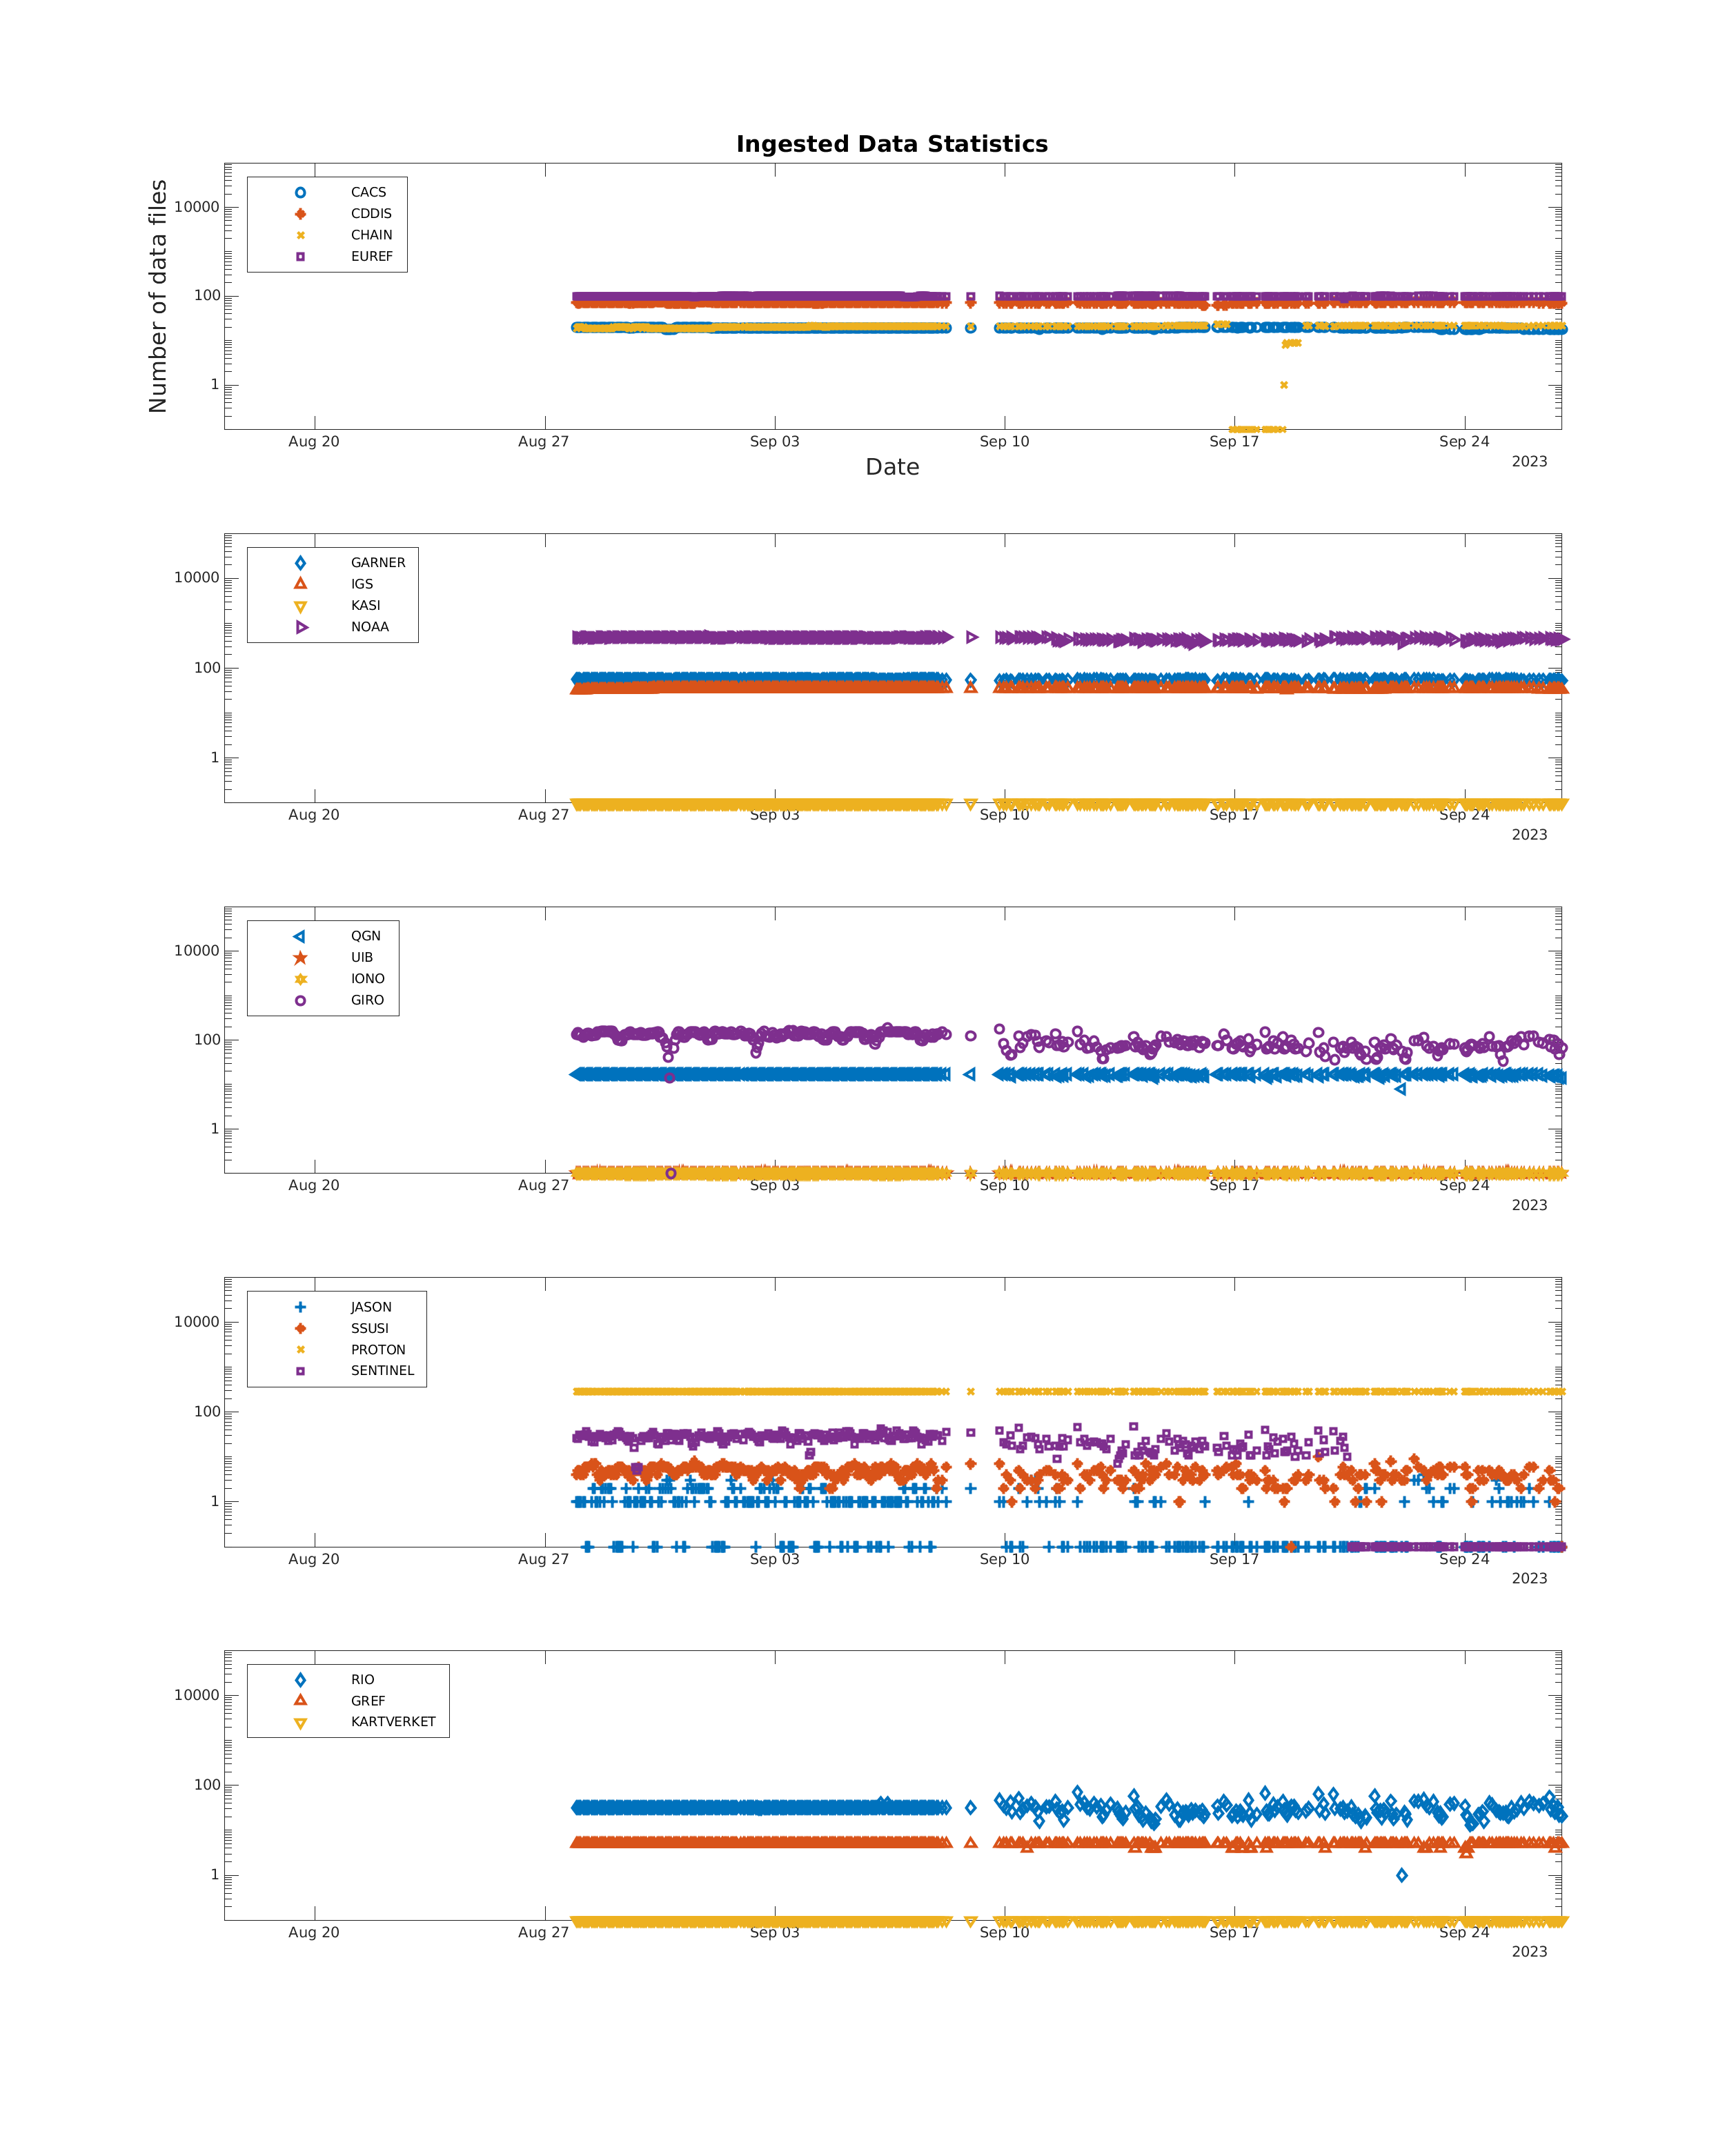 Ingested Data Statistics
Number of data files
10000
100
1
CACS
CDDIS
CHAIN
EUREF
Aug 20 Aug 27 Sep 03 Sep 10 Sep 17 Sep 24
2023
Date
10000
100
1
GARNER
IGS
KASI
NOAA
Aug 20 Aug 27 Sep 03 Sep 10 Sep 17 Sep 24
2023
10000
100
1
QGN
UIB
IONO
GIRO
Aug 20 Aug 27 Sep 03 Sep 10 Sep 17 Sep 24
2023
10000
100
1
JASON
SSUSI
PROTON
SENTINEL
Aug 20 Aug 27 Sep 03 Sep 10 Sep 17 Sep 24
2023
10000
100
1
RIO
GREF
KARTVERKET
Aug 20 Aug 27 Sep 03 Sep 10 Sep 17 Sep 24
2023